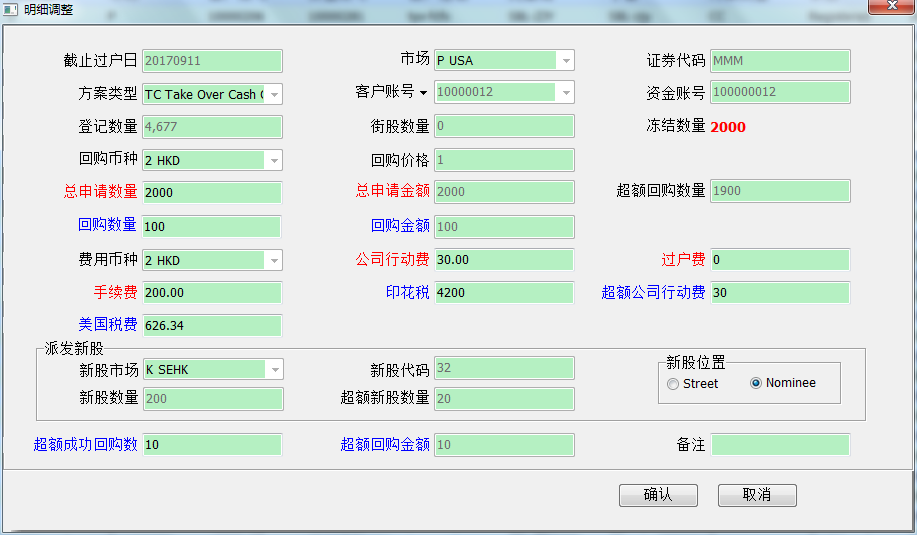 明细调整
截止过户日 20170911 市场 P USA 证券代码 MMM
方案类型 TC Take Over Cash 客户账号 10000012 资金账号 100000012
登记数量 4,677 街股数量 0 冻结数量 2000
回购币种 2 HKD 回购价格 1
总申请数量 2000 总申请金额 2000 超额回购数量 1900
回购数量 100 回购金额 100
费用币种 2 HKD 公司行动费 30.00 过户费 0
手续费 200.00 印花税 4200 超额公司行动费 30
美国税费 626.34
派发新股
新股市场 K SEHK 新股代码 32 新股位置
Street Nominee
新股数量 200 超额新股数量 20
超额成功回购数 10 超额回购金额 10 备注
确认 取消